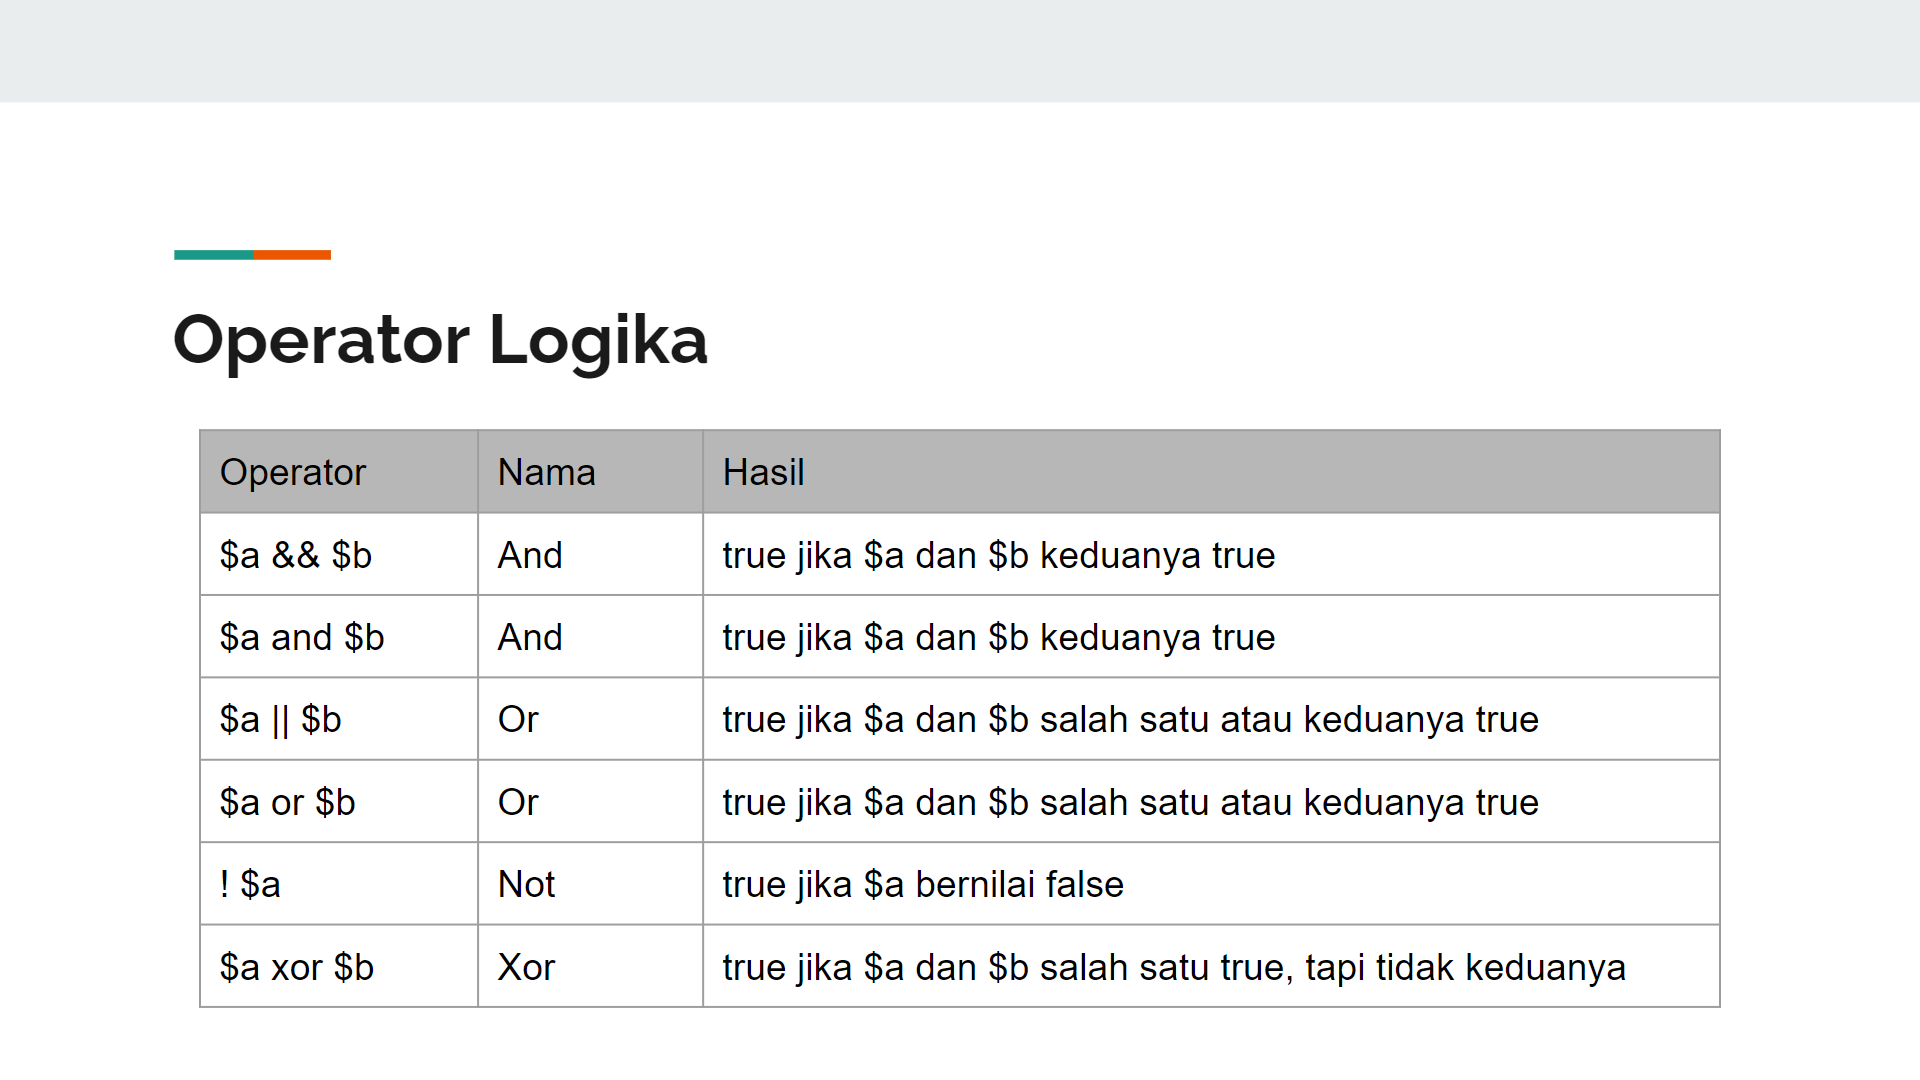 Operator Logika
Operator Nama Hasil
$a && $b And true jika $a dan $b keduanya true
$a and $b And true jika $a dan $b keduanya true
$a || $b Or true jika $a dan $b salah satu atau keduanya true
$a or $b Or true jika $a dan $b salah satu atau keduanya true
! $a Not true jika $a bernilai false
$a xor $b Xor true jika $a dan $b salah satu true, tapi tidak keduanya